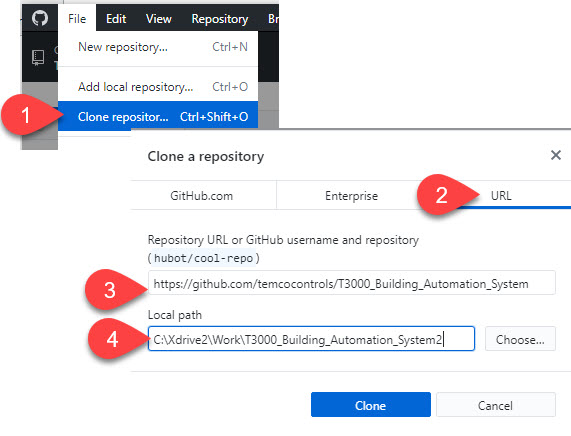 File Edit View Repository
New repository... Ctrl+N
Add local repository... Ctrl+O
1
Clone repositor... Ctrl+Shift+O
Clone a repository
GitHub.com Enterprise 2 URL
Repository URL or GitHub username and repository
(hubot/cool-repo)
3 https://github.com/temcocontrols/T3000_Building_Automation_System
Local path
4 C:\Xdrive2\Work\T3000_Building_Automation_System2 Choose...
Clone Cancel